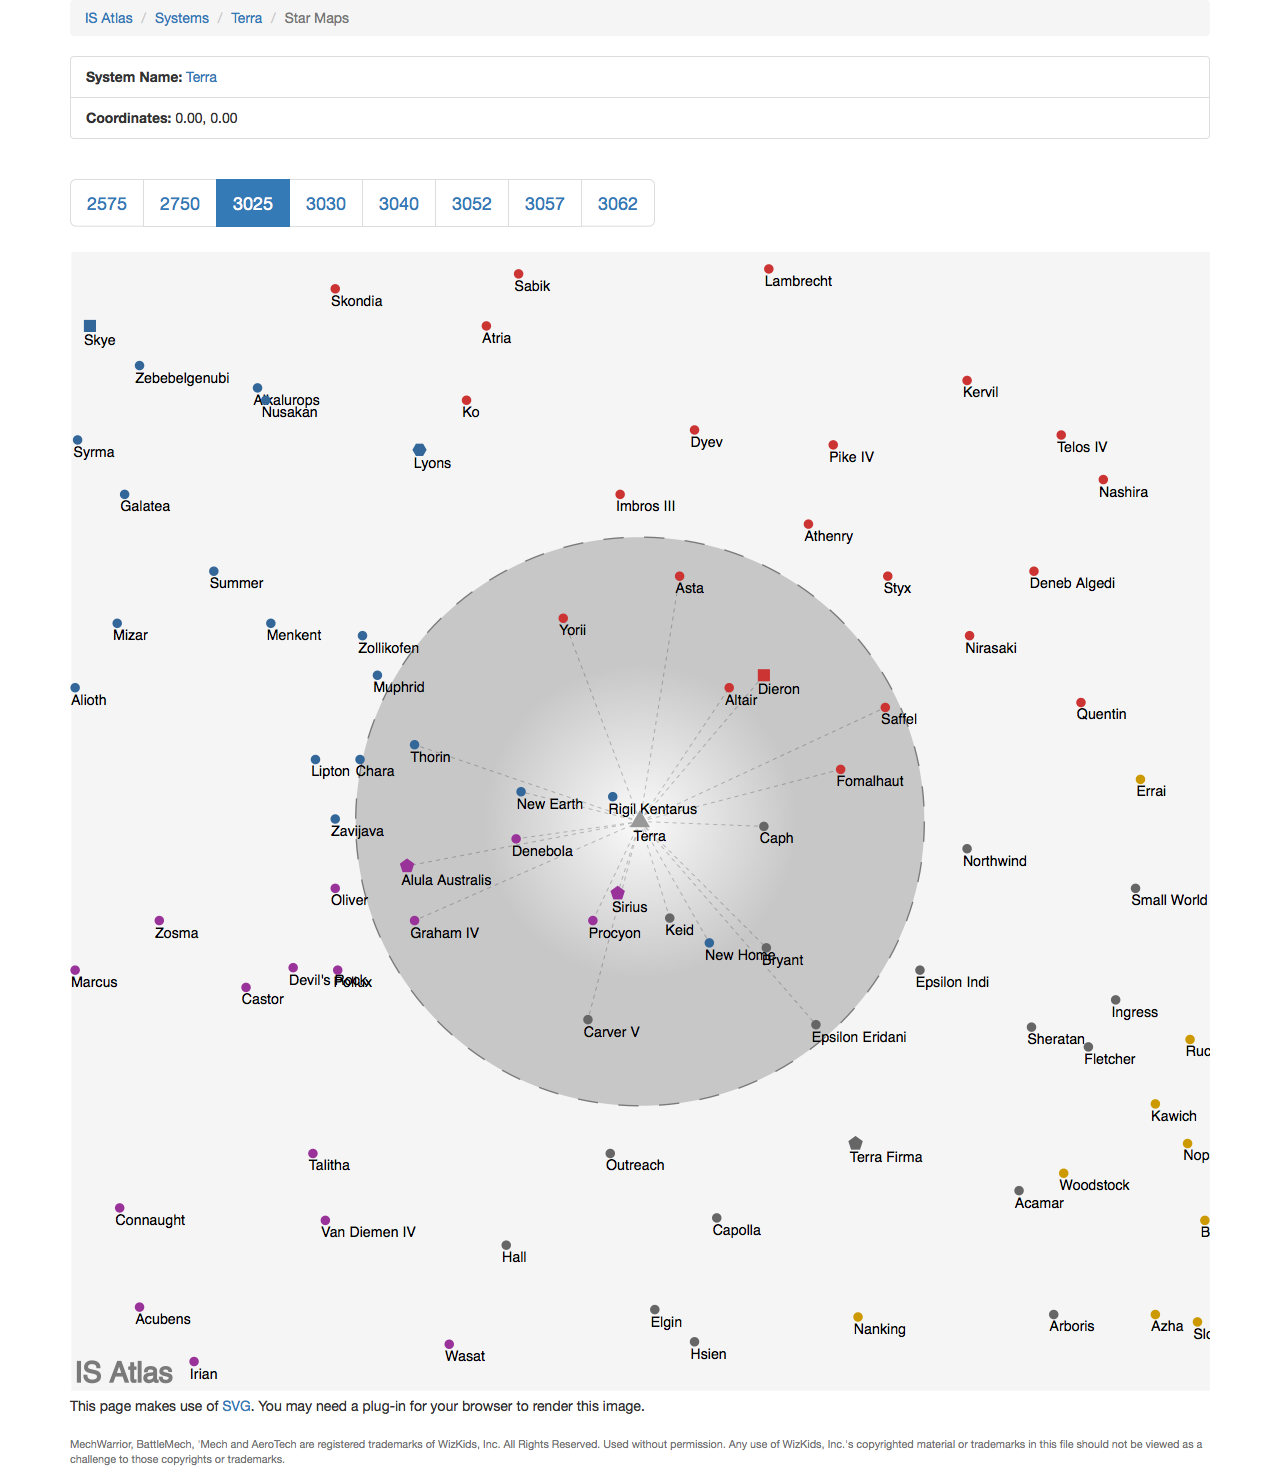 IS Atlas / Systems / Terra / Star Maps
System Name: Terra
Coordinates: 0.00, 0.00
2575 2750 3025 3030 3040 3052 3057 3062
Lambrecht
Sabik
Skondia
Atria
Skye
Zebebelgenubi
Kervil
Alkalurops
Nusakan
Ko
Dyev
Telos IV
Syrma
Pike IV
Lyons
Nashira
Galatea
Imbros III
Athenry
Summer
Deneb Algedi
Asta
Styx
Yorii
Mizar
Menkent
Zollikofen
Nirasaki
Muphrid
Dieron
Alioth
Altair
Quentin
Saffel
Thorin
Lipton
Chara
Fomalhaut
Errai
New Earth
Rigil Kentarus
Zavijava
Terra
Caph
Denebola
Northwind
Alula Australis
Oliver
Small World
Sirius
Keid
Zosma
Graham IV
Procyon
New Home
Bryant
Marcus
Devil's Rock
Pollux
Epsilon Indi
Castor
Ingress
Carver V
Epsilon Eridani
Sheratan
Ruc
Fletcher
Kawich
Nop
Terra Firma
Talitha
Outreach
Woodstock
Acamar
Connaught
Van Diemen IV
Capolla
B
Hall
Acubens
Elgin
Nanking
Arboris
Azha
Slo
Hsien
Wasat
IS Atlas
Irian
This page makes use of SVG. You may need a plug-in for your browser to render this image.
MechWarrior, BattleMech, 'Mech and AeroTech are registered trademarks of WizKids, Inc. All Rights Reserved. Used without permission. Any use of WizKids, Inc.'s copyrighted material or trademarks in this file should not be viewed as a
challenge to those copyrights or trademarks.